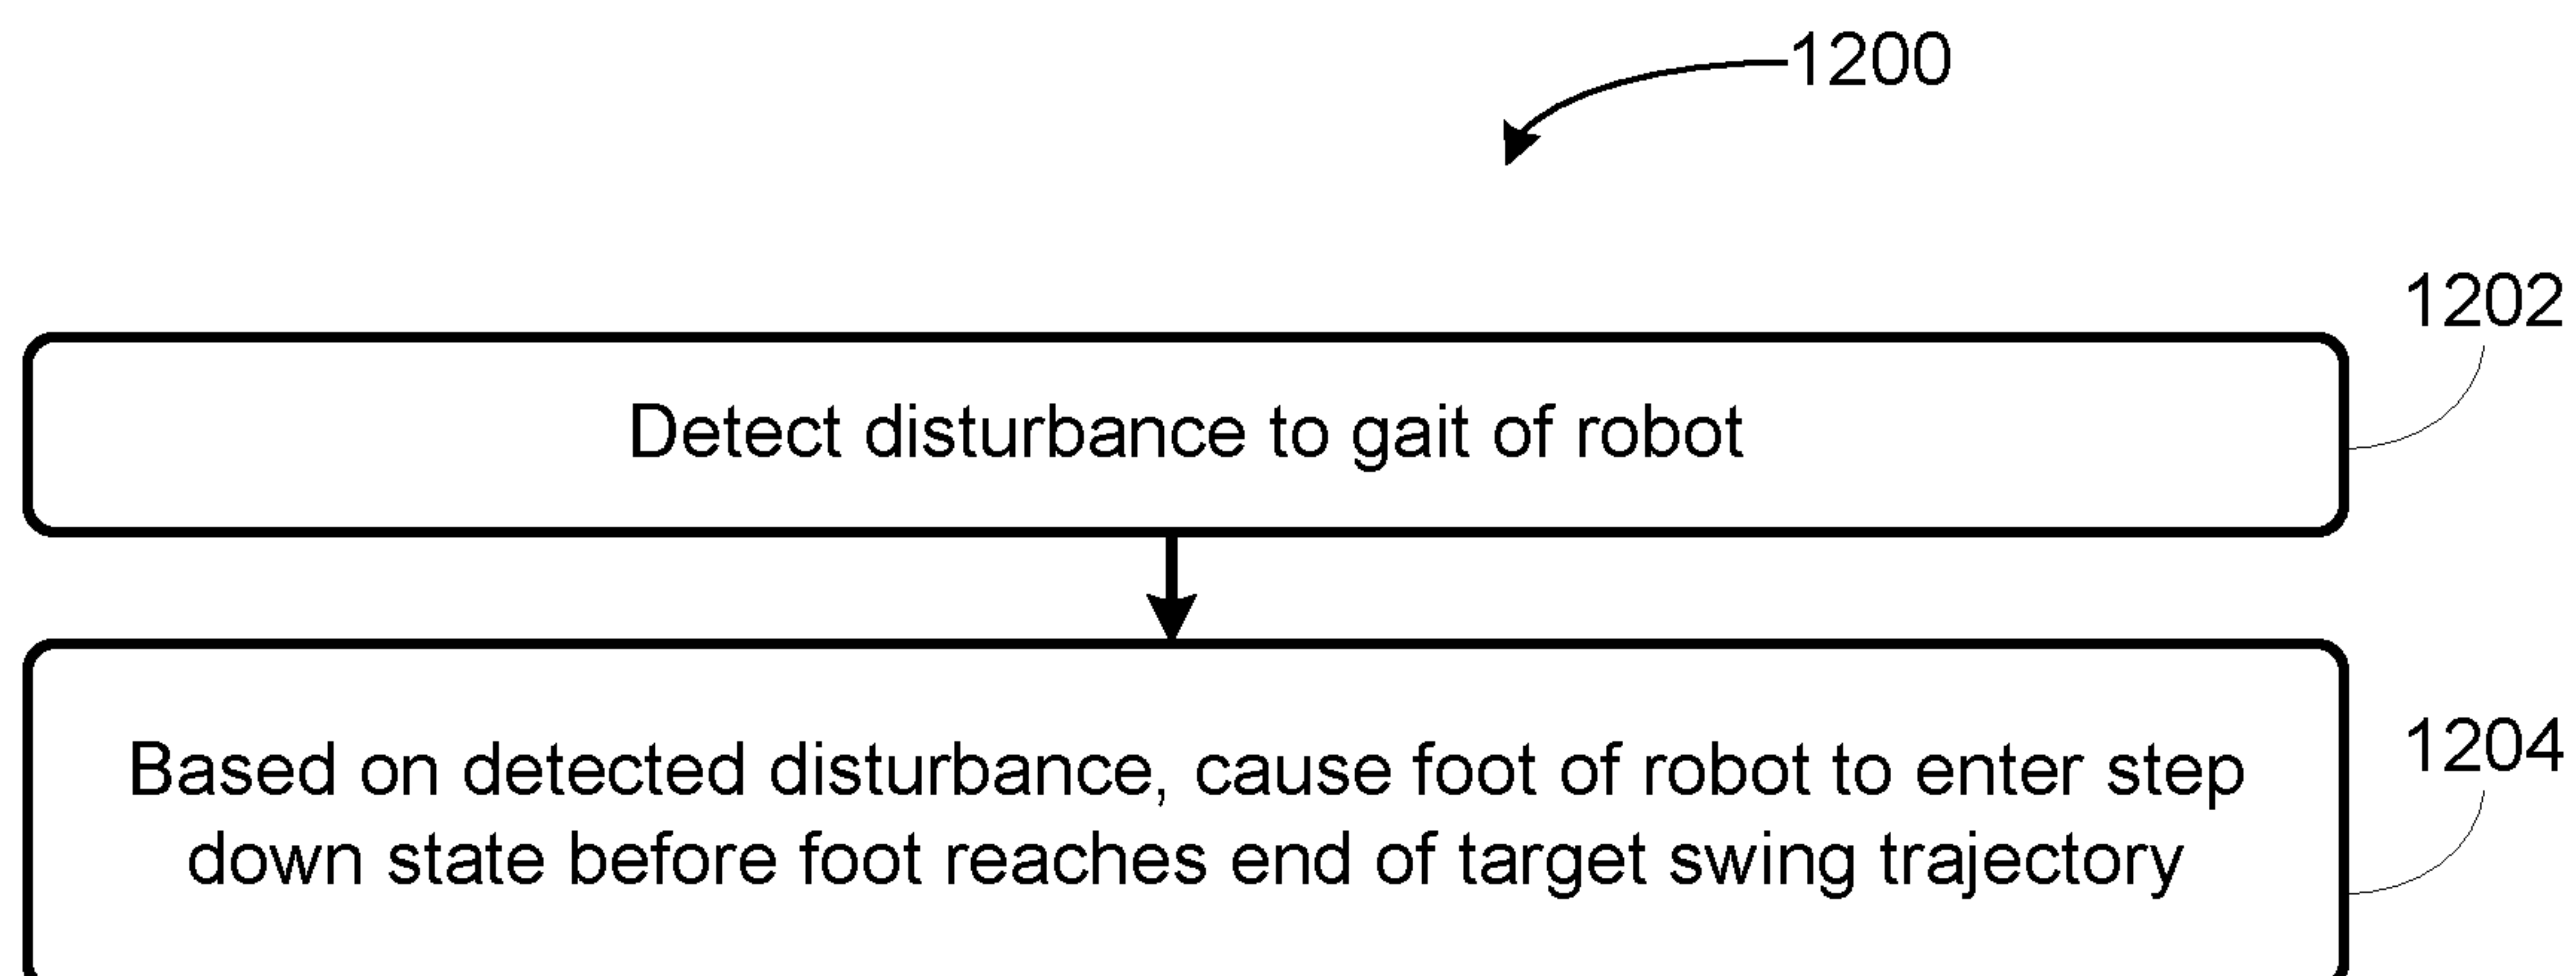 1200
1202
Detect disturbance to gait of robot
1204
Based on detected disturbance, cause foot of robot to enter step
down state before foot reaches end of target swing trajectory